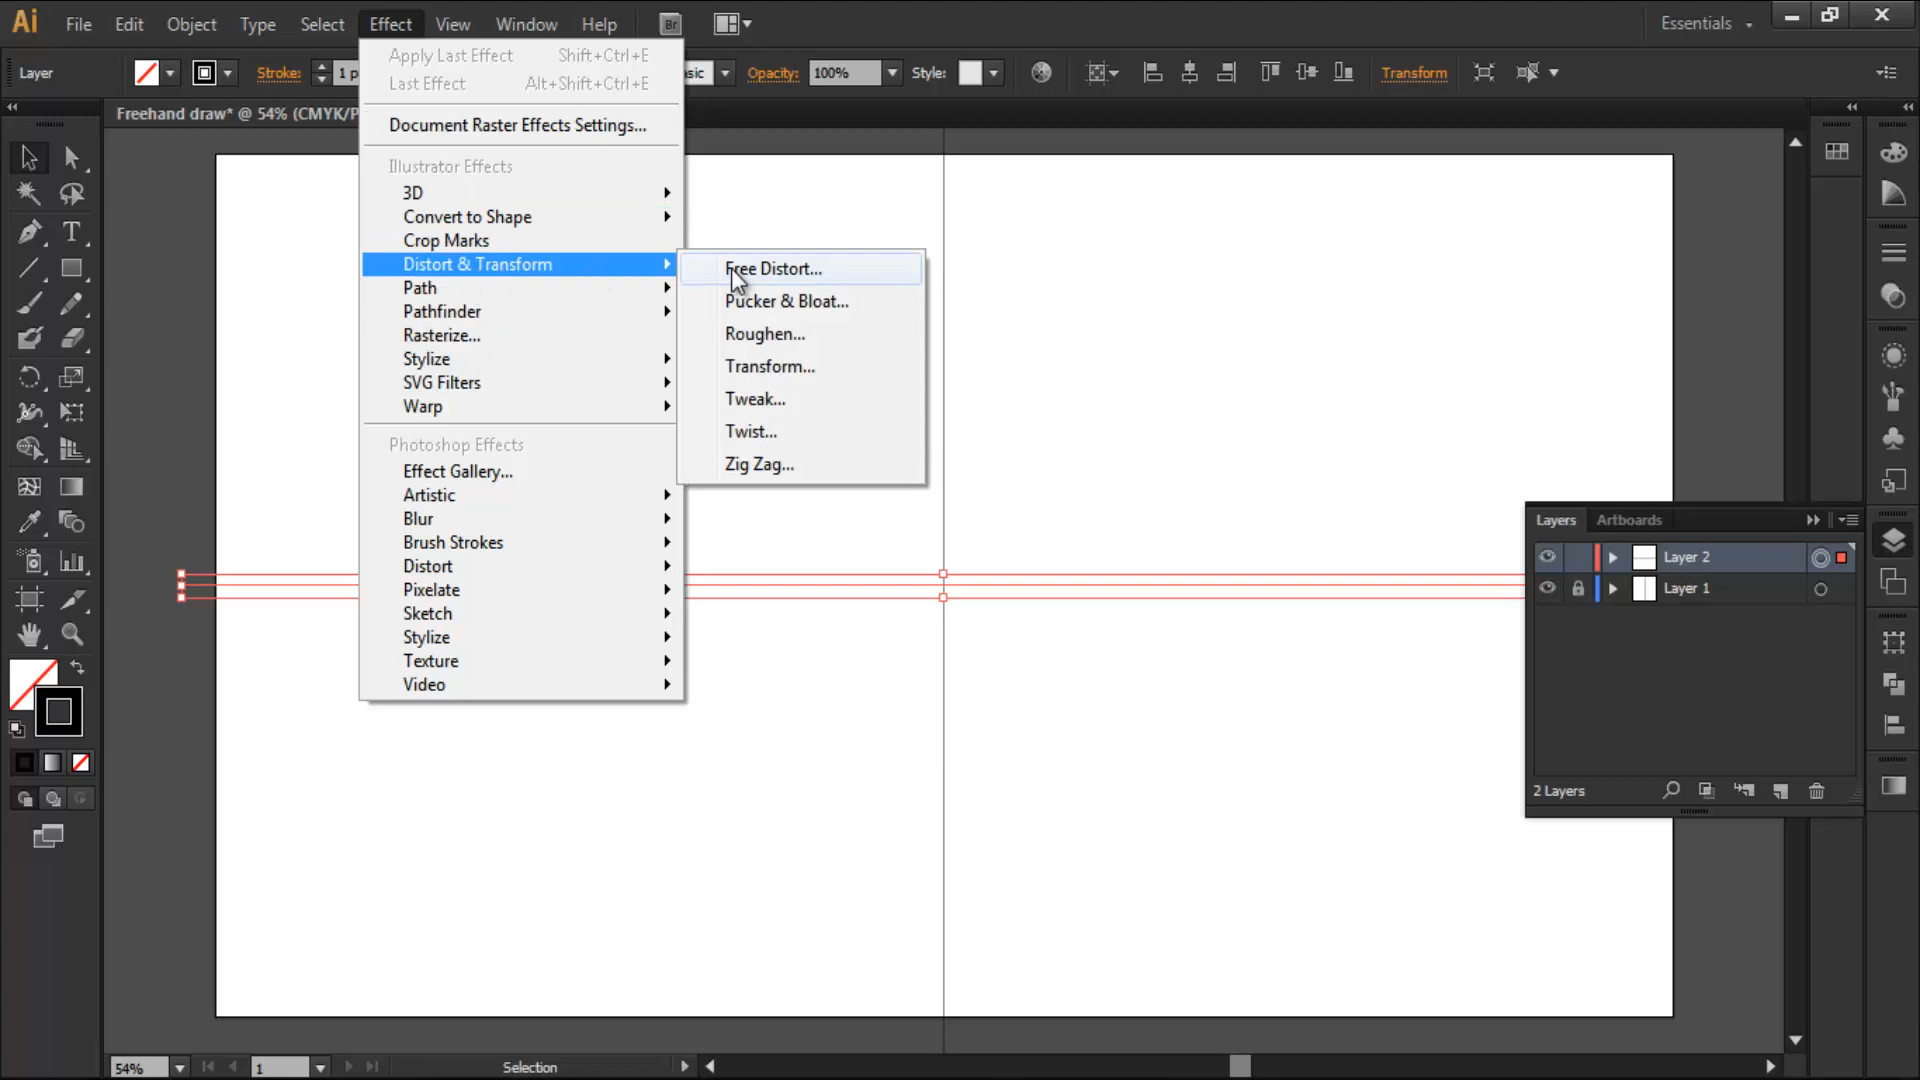 Ai File Edit Object Type Select Effect View Window Help Br Essentials
Layer Stroke: 1 p sic Opacity: 100% Style: Transform
Freehand draw* @ 54% (CMYK/P
Apply Last Effect Shift+Ctrl+E
Last Effect Alt+Shift+Ctrl+E
Document Raster Effects Settings...
Illustrator Effects
3D
Convert to Shape
Crop Marks
Distort & Transform
Path
Pathfinder
Rasterize...
Stylize
SVG Filters
Warp
Photoshop Effects
Effect Gallery...
Artistic
Blur
Brush Strokes
Distort
Pixelate
Sketch
Stylize
Texture
Video
Free Distort...
Pucker & Bloat...
Roughen...
Transform...
Tweak...
Twist...
Zig Zag...
Layers Artboards
Layer 2
Layer 1
2 Layers
54% 1 Selection